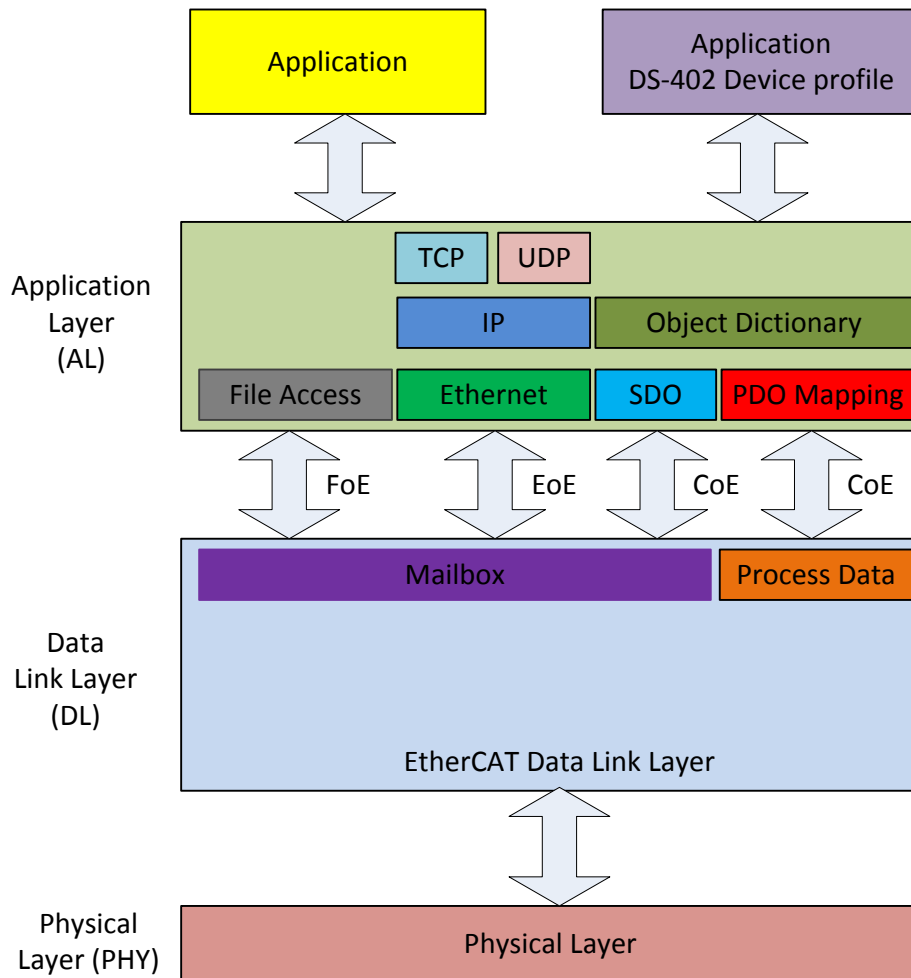 Application
Application
DS-402 Device profile
Application
Layer
(AL)
TCP
UDP
IP
Object Dictionary
File Access
Ethernet
SDO
PDO Mapping
FoE
EoE
CoE
CoE
Data
Link Layer
(DL)
Mailbox
Process Data
EtherCAT Data Link Layer
Physical
Layer (PHY)
Physical Layer